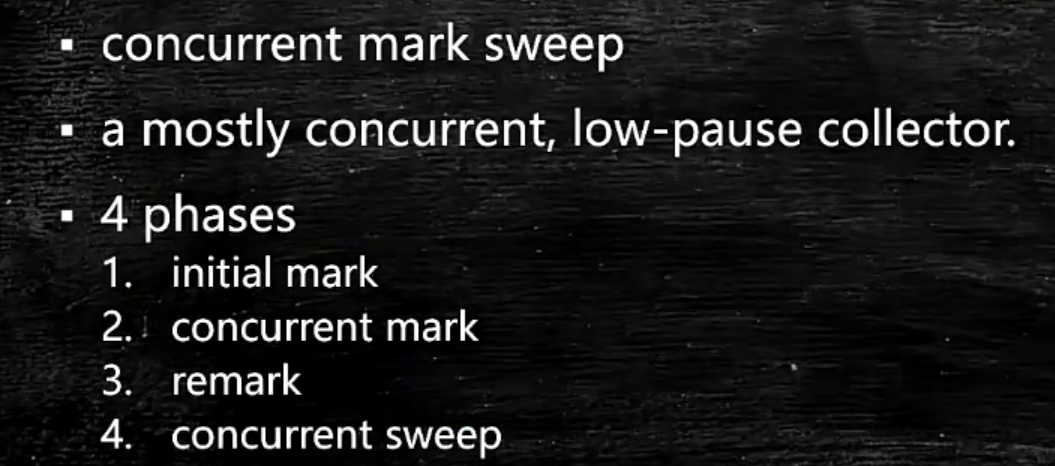 ▪ concurrent mark sweep
▪ a mostly concurrent, low-pause collector.
▪ 4 phases
1. initial mark
2. concurrent mark
3. remark
4. concurrent sweep